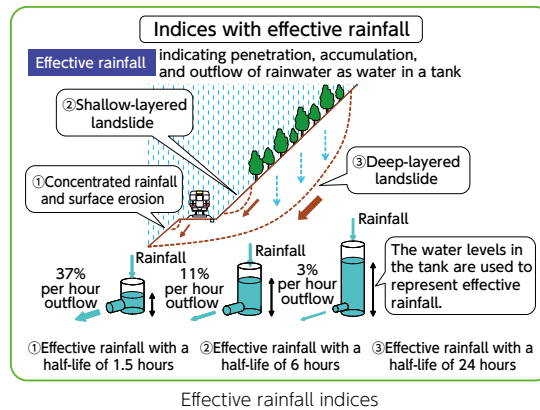 Indices with effective rainfall
Effective rainfall
indicating penetration, accumulation,
and outflow of rainwater as water in a tank
②Shallow-layered
landslide
①Concentrated rainfall
and surface erosion
③Deep-layered
landslide
Rainfall
37%
per hour
outflow
Rainfall
11%
per hour
outflow
Rainfall
3%
per hour
outflow
The water levels in
the tank are used to
represent effective
rainfall.
①Effective rainfall with a
half-life of 1.5 hours
②Effective rainfall with a
half-life of 6 hours
③Effective rainfall with a
half-life of 24 hours
Effective rainfall indices